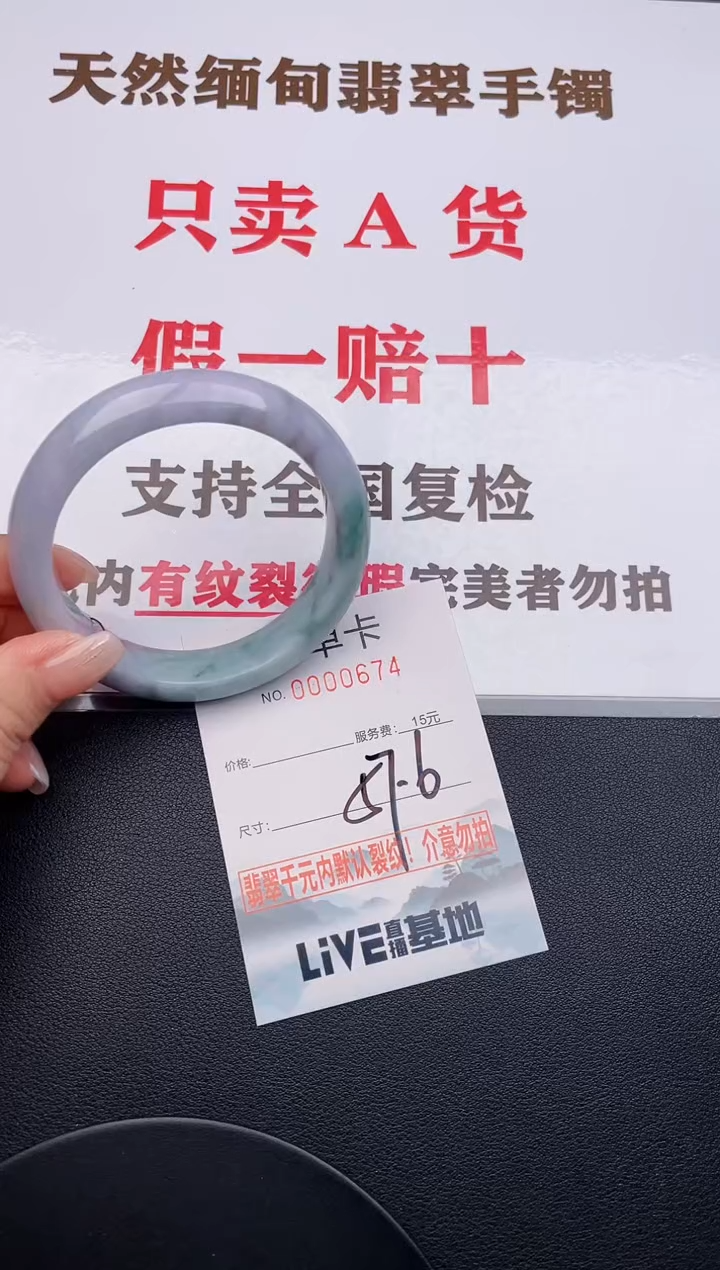 天然缅甸翡翠手镯
只卖 A 货
假一赔十
支持全国复检
内有纹裂 瑕完美者勿拍
单卡
NO. 0000674
价格: 服务费: 15元
尺寸: 57.6
翡翠千元内默认裂纹！介意勿拍
LiVE直播基地